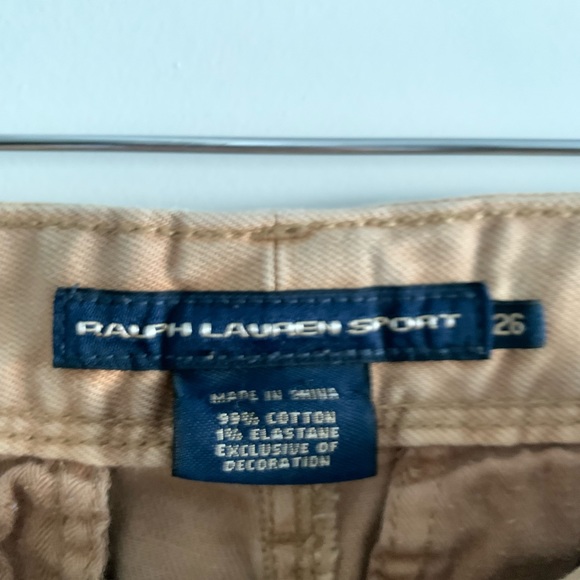 RALPH LAUREN SPORT 26
MADE IN CHINA
99% COTTON
1% ELASTANE
EXCLUSIVE OF
DECORATION